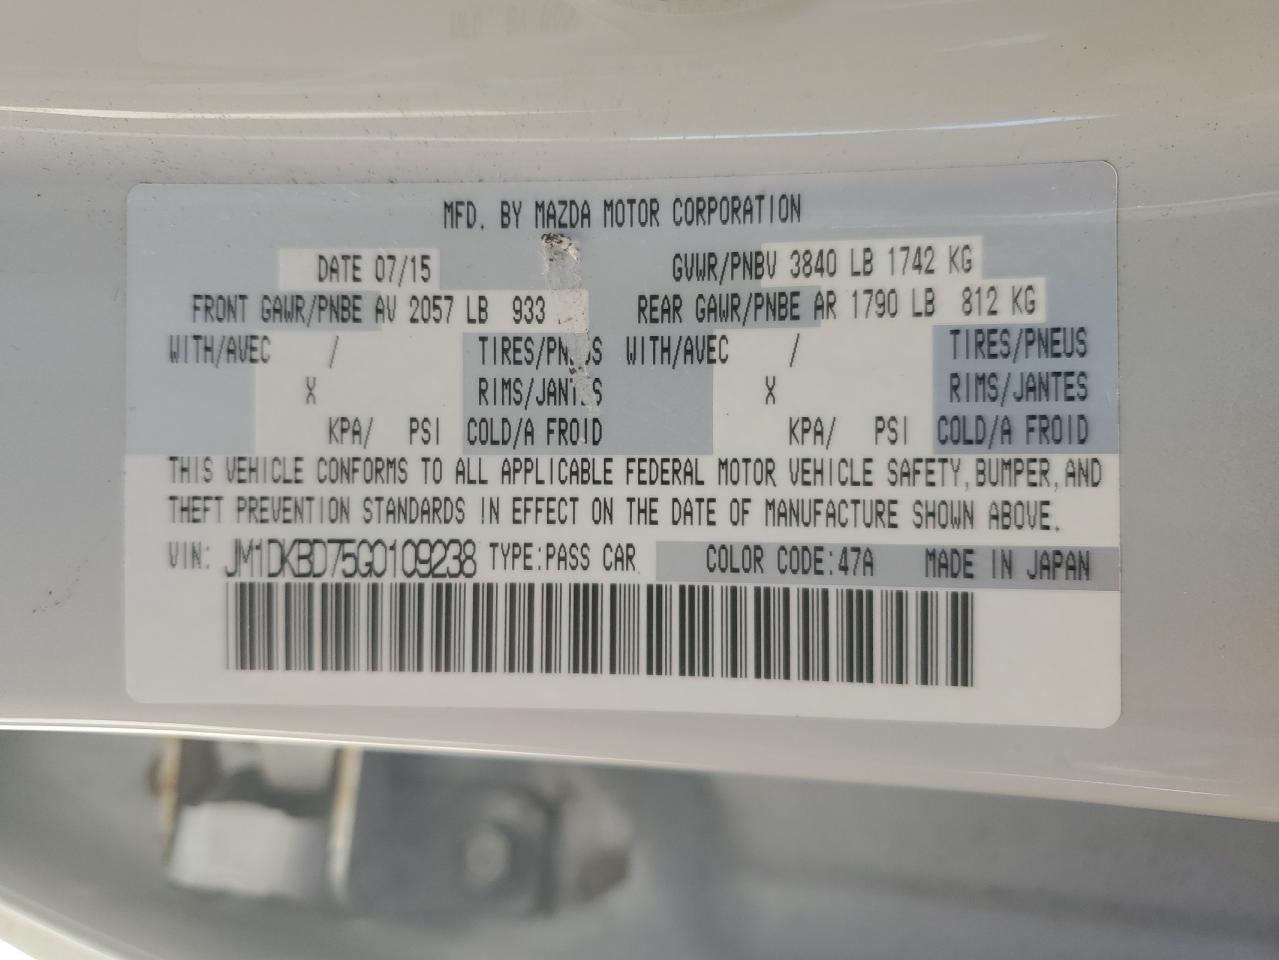 MFD. BY MAZDA MOTOR CORPORATION
DATE 07/15 GVWR/PNBV 3840 LB 1742 KG
FRONT GAWR/PNBE AV 2057 LB 933 REAR GAWR/PNBE AR 1790 LB 812 KG
WITH/AVEC / TIRES/PNEUS WITH/AVEC / TIRES/PNEUS
X RIMS/JANTES X RIMS/JANTES
KPA/ PSI COLD/A FROID KPA/ PSI COLD/A FROID
THIS VEHICLE CONFORMS TO ALL APPLICABLE FEDERAL MOTOR VEHICLE SAFETY, BUMPER, AND
THEFT PREVENTION STANDARDS IN EFFECT ON THE DATE OF MANUFACTURE SHOWN ABOVE.
VIN: JM1DKBD75G0109238 TYPE:PASS CAR COLOR CODE:47A MADE IN JAPAN